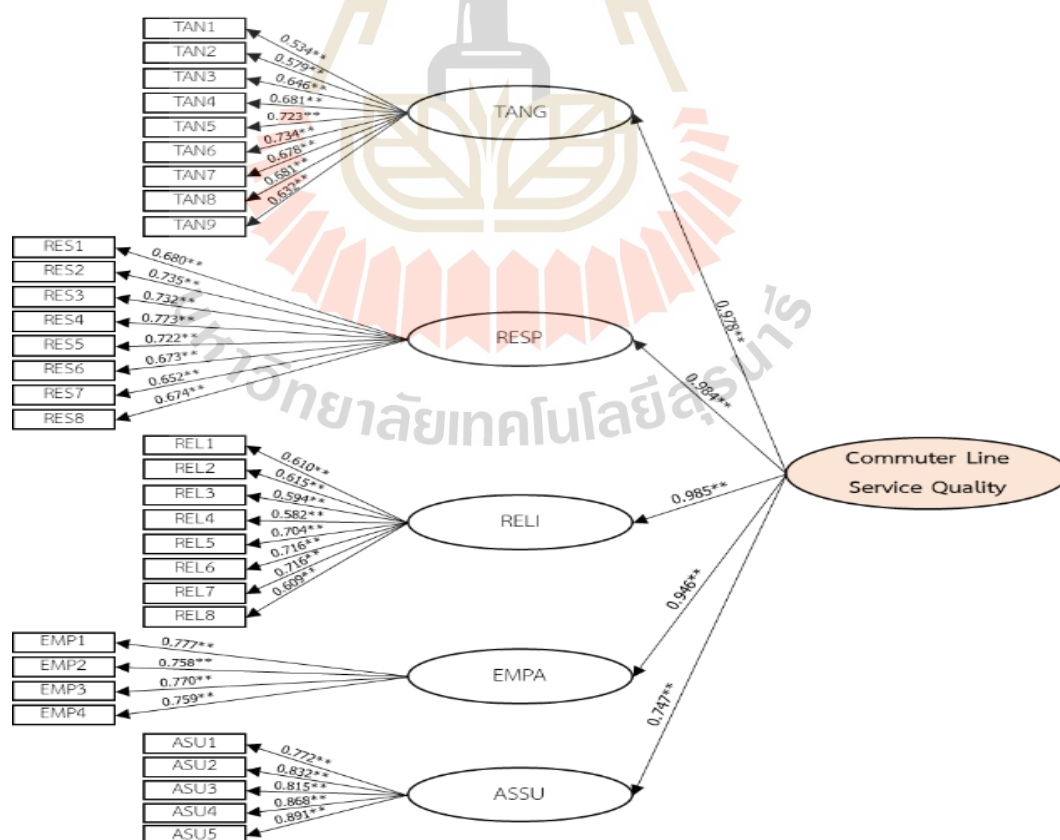 TAN1
TAN2
TAN3
TAN4
TAN5
TAN6
TAN7
TAN8
TAN9
0.534**
0.579**
0.646**
0.681**
0.723**
0.734**
0.678**
0.681**
0.632**
TANG
RES1
RES2
RES3
RES4
RES5
RES6
RES7
RES8
0.680**
0.735**
0.732**
0.773**
0.722**
0.673**
0.652**
0.674**
RESP
REL1
REL2
REL3
REL4
REL5
REL6
REL7
REL8
0.610**
0.615**
0.594**
0.582**
0.704**
0.716**
0.716**
0.609**
RELI
EMP1
EMP2
EMP3
EMP4
0.777**
0.758**
0.770**
0.759**
EMPA
ASU1
ASU2
ASU3
ASU4
ASU5
0.772**
0.832**
0.815**
0.868**
0.891**
ASSU
0.978**
0.984**
0.985**
0.946**
0.747**
Commuter Line
Service Quality
มหาวิทยาลัยเทคโนโลยีสุรนารี